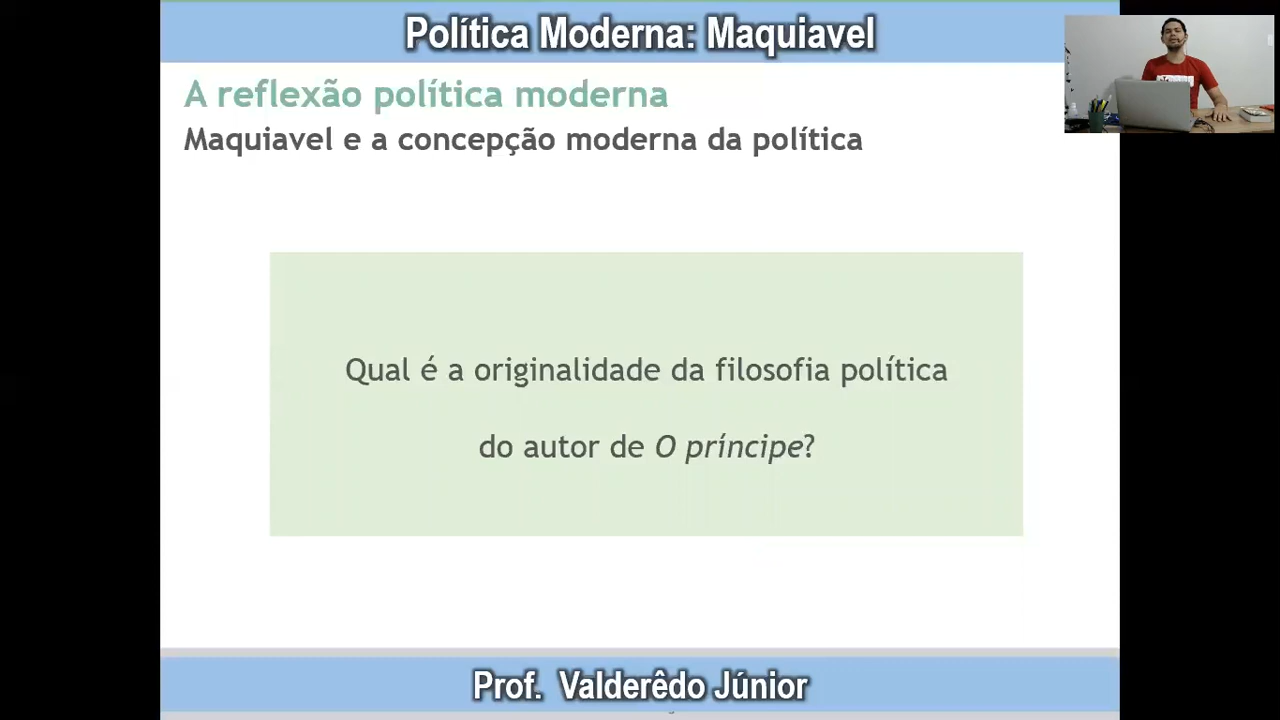 Política Moderna: Maquiavel
A reflexão política moderna
Maquiavel e a concepção moderna da política
Qual é a originalidade da filosofia política
do autor de O príncipe?
Prof. Valderêdo Júnior